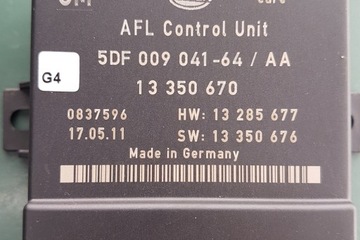 AFL Control Unit
5DF 009 041-64 / AA
G4
13 350 670
0837596 HW: 13 285 677
17.05.11 SW: 13 350 676
Made in Germany